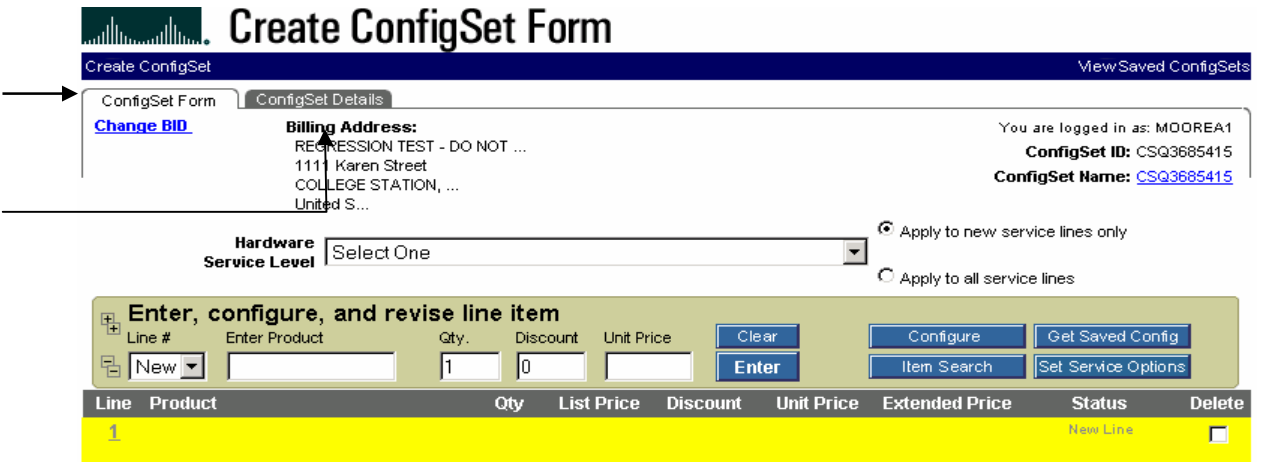 Create ConfigSet Form
Create ConfigSet View Saved ConfigSets
ConfigSet Form ConfigSet Details
Change BID Billing Address: You are logged in as: MOOREA1
REGRESSION TEST - DO NOT ...
ConfigSet ID: CSQ3685415
1111 Karen Street
ConfigSet Name: CSQ3685415
COLLEGE STATION, ...
United S...
Apply to new service lines only
Hardware Service Level Select One
Apply to all service lines
Enter, configure, and revise line item
Line # Enter Product Qty. Discount Unit Price Clear Configure Get Saved Config
New 1 0 Enter Item Search Set Service Options
Line Product Qty List Price Discount Unit Price Extended Price Status Delete
1 New Line